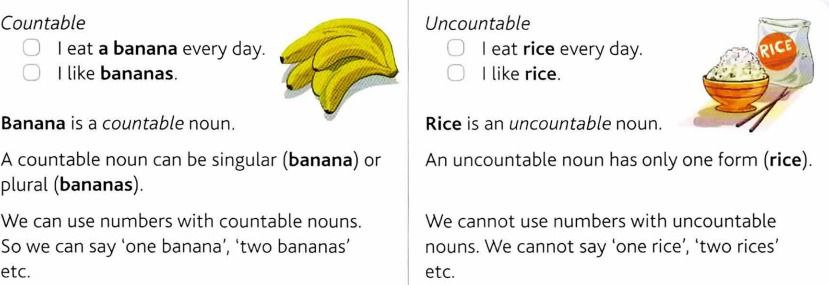 Countable
I eat a banana every day.
I like bananas.
Banana is a countable noun.
A countable noun can be singular (banana) or
plural (bananas).
We can use numbers with countable nouns.
So we can say ‘one banana’, ‘two bananas’
etc.
Uncountable
I eat rice every day.
I like rice.
RICE
Rice is an uncountable noun.
An uncountable noun has only one form (rice).
We cannot use numbers with uncountable
nouns. We cannot say ‘one rice’, ‘two rices’
etc.